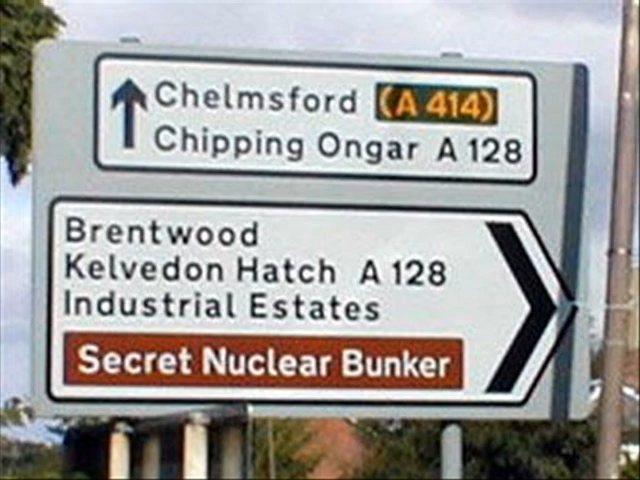 Chelmsford (A 414)
Chipping Ongar A 128
Brentwood
Kelvedon Hatch A 128
Industrial Estates
Secret Nuclear Bunker